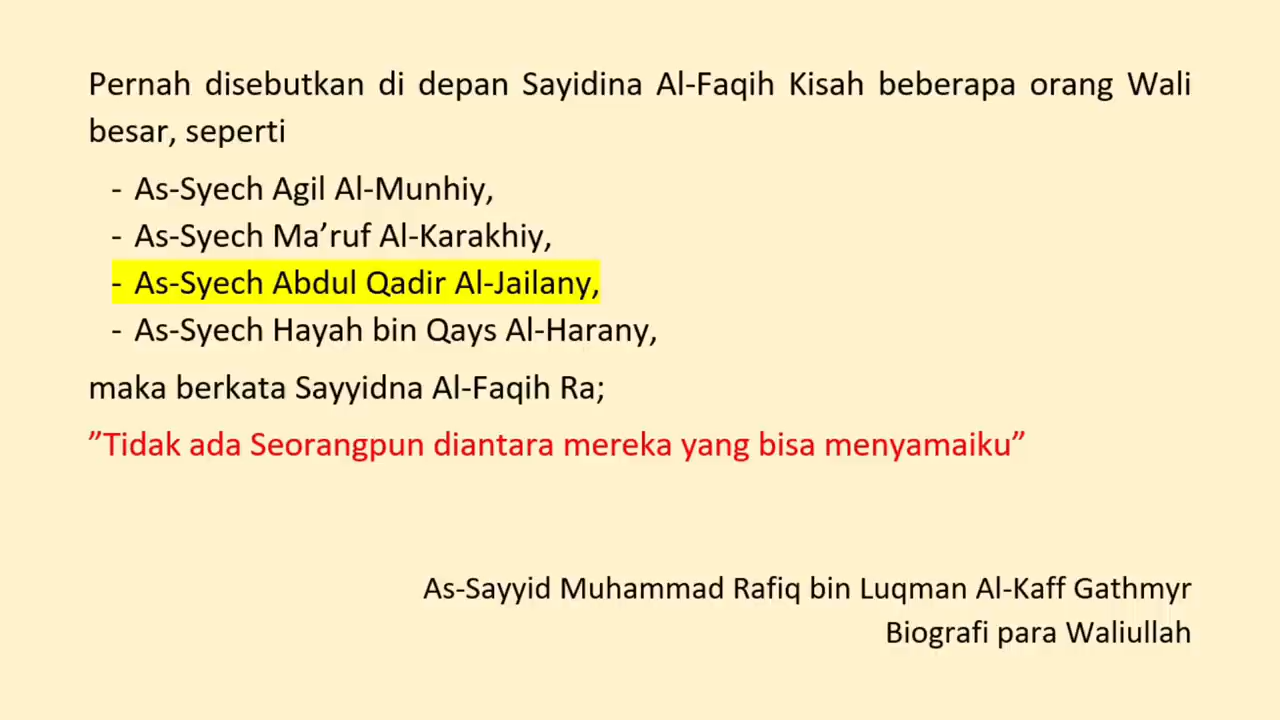 Pernah disebutkan di depan Sayidina Al-Faqih Kisah beberapa orang Wali
besar, seperti
- As-Syech Agil Al-Munhiy,
- As-Syech Ma’ruf Al-Karakhiy,
- As-Syech Abdul Qadir Al-Jailany,
- As-Syech Hayah bin Qays Al-Harany,
maka berkata Sayyidna Al-Faqih Ra;
”Tidak ada Seorangpun diantara mereka yang bisa menyamaiku”
As-Sayyid Muhammad Rafiq bin Luqman Al-Kaff Gathmyr
Biografi para Waliullah